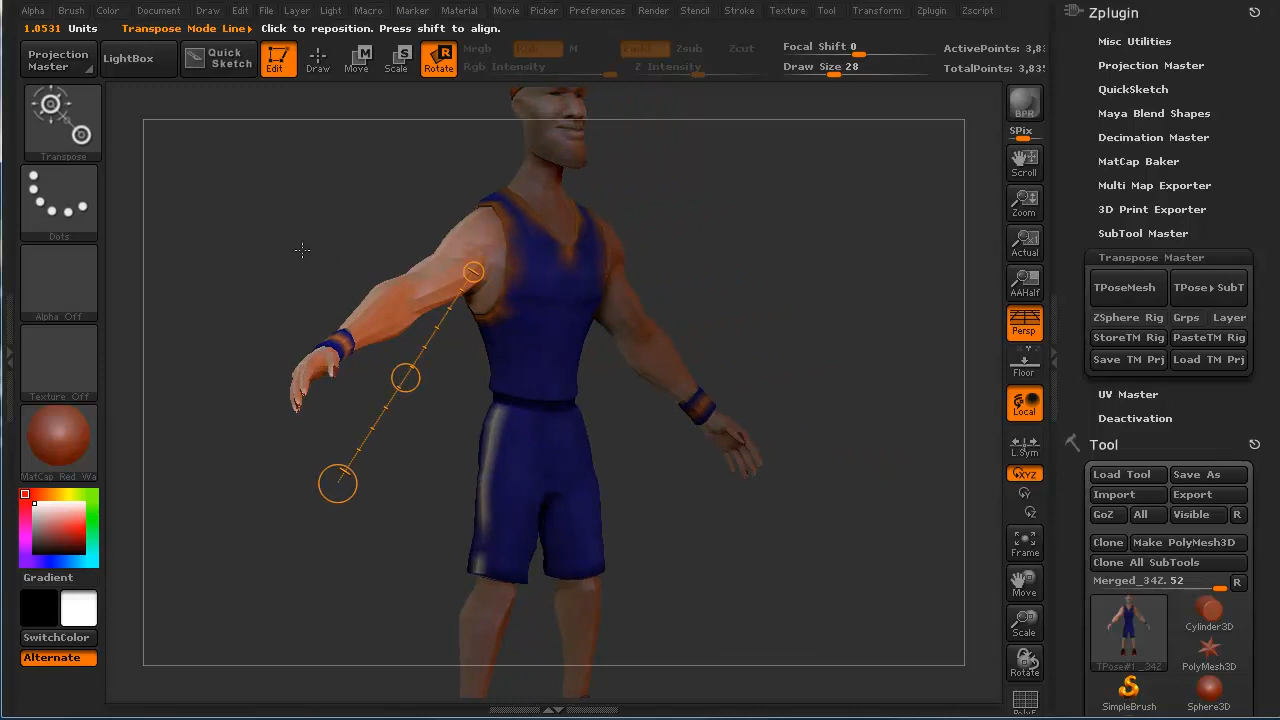 Alpha Brush Color Document Draw Edit File Layer Light Macro Marker Material Movie Picker Preferences Render Stencil Stroke Texture Tool Transform Zplugin Zscript
1.0531 Units Transpose Mode Line> Click to reposition. Press shift to align.
Projection Master
LightBox
Quick Sketch
Edit
Draw
Move
Scale
Rotate
Mrgb Rgb M
Rgb Intensity
Zadd Zsub Zcut
Z Intensity
Focal Shift 0
Draw Size 28
ActivePoints: 3,8
TotalPoints: 3,83
Transpose
Dots
Alpha Off
Texture Off
MatCap Red Wa
Gradient
SwitchColor
Alternate
BPR
SPix
Scroll
Zoom
Actual
AAHalf
Persp
Floor
Local
L.Sym
XYZ
Frame
Move
Scale
Rotate
PolyF
Zplugin
Misc Utilities
Projection Master
QuickSketch
Maya Blend Shapes
Decimation Master
MatCap Baker
Multi Map Exporter
3D Print Exporter
SubTool Master
Transpose Master
TPoseMesh TPose>SubT
ZSphere Rig Grps Layer
StoreTM Rig PasteTM Rig
Save TM Prj Load TM Prj
UV Master
Deactivation
Tool
Load Tool Save As
Import Export
GoZ All Visible R
Clone Make PolyMesh3D
Clone All SubTools
Merged_34Z. 52 R
Cylinder3D
TPose#1_34Z PolyMesh3D
SimpleBrush Sphere3D